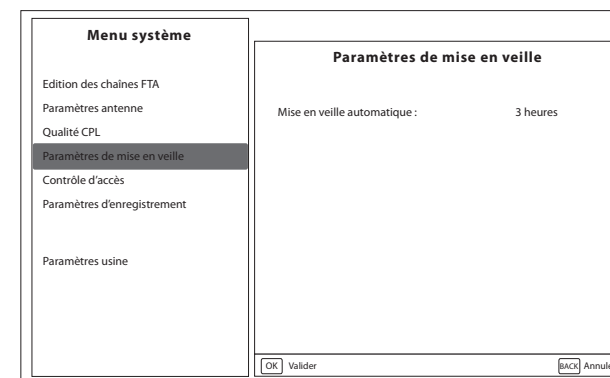 Menu système
Edition des chaînes FTA
Paramètres antenne
Qualité CPL
Paramètres de mise en veille
Contrôle d'accès
Paramètres d'enregistrement
Paramètres usine
Paramètres de mise en veille
Mise en veille automatique : 3 heures
OK Valider BACK Annule